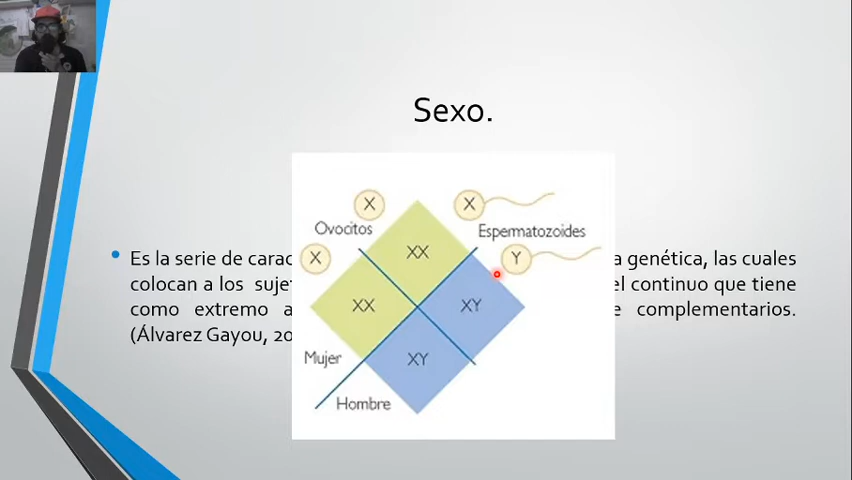 Sexo.
X
X
Ovocitos
Espermatozoides
X
Y
XX
XX
XY
XY
Mujer
Hombre
Es la serie de carac a genética, las cuales
colocan a los suje el continuo que tiene
como extremo a e complementarios.
(Álvarez Gayou, 20